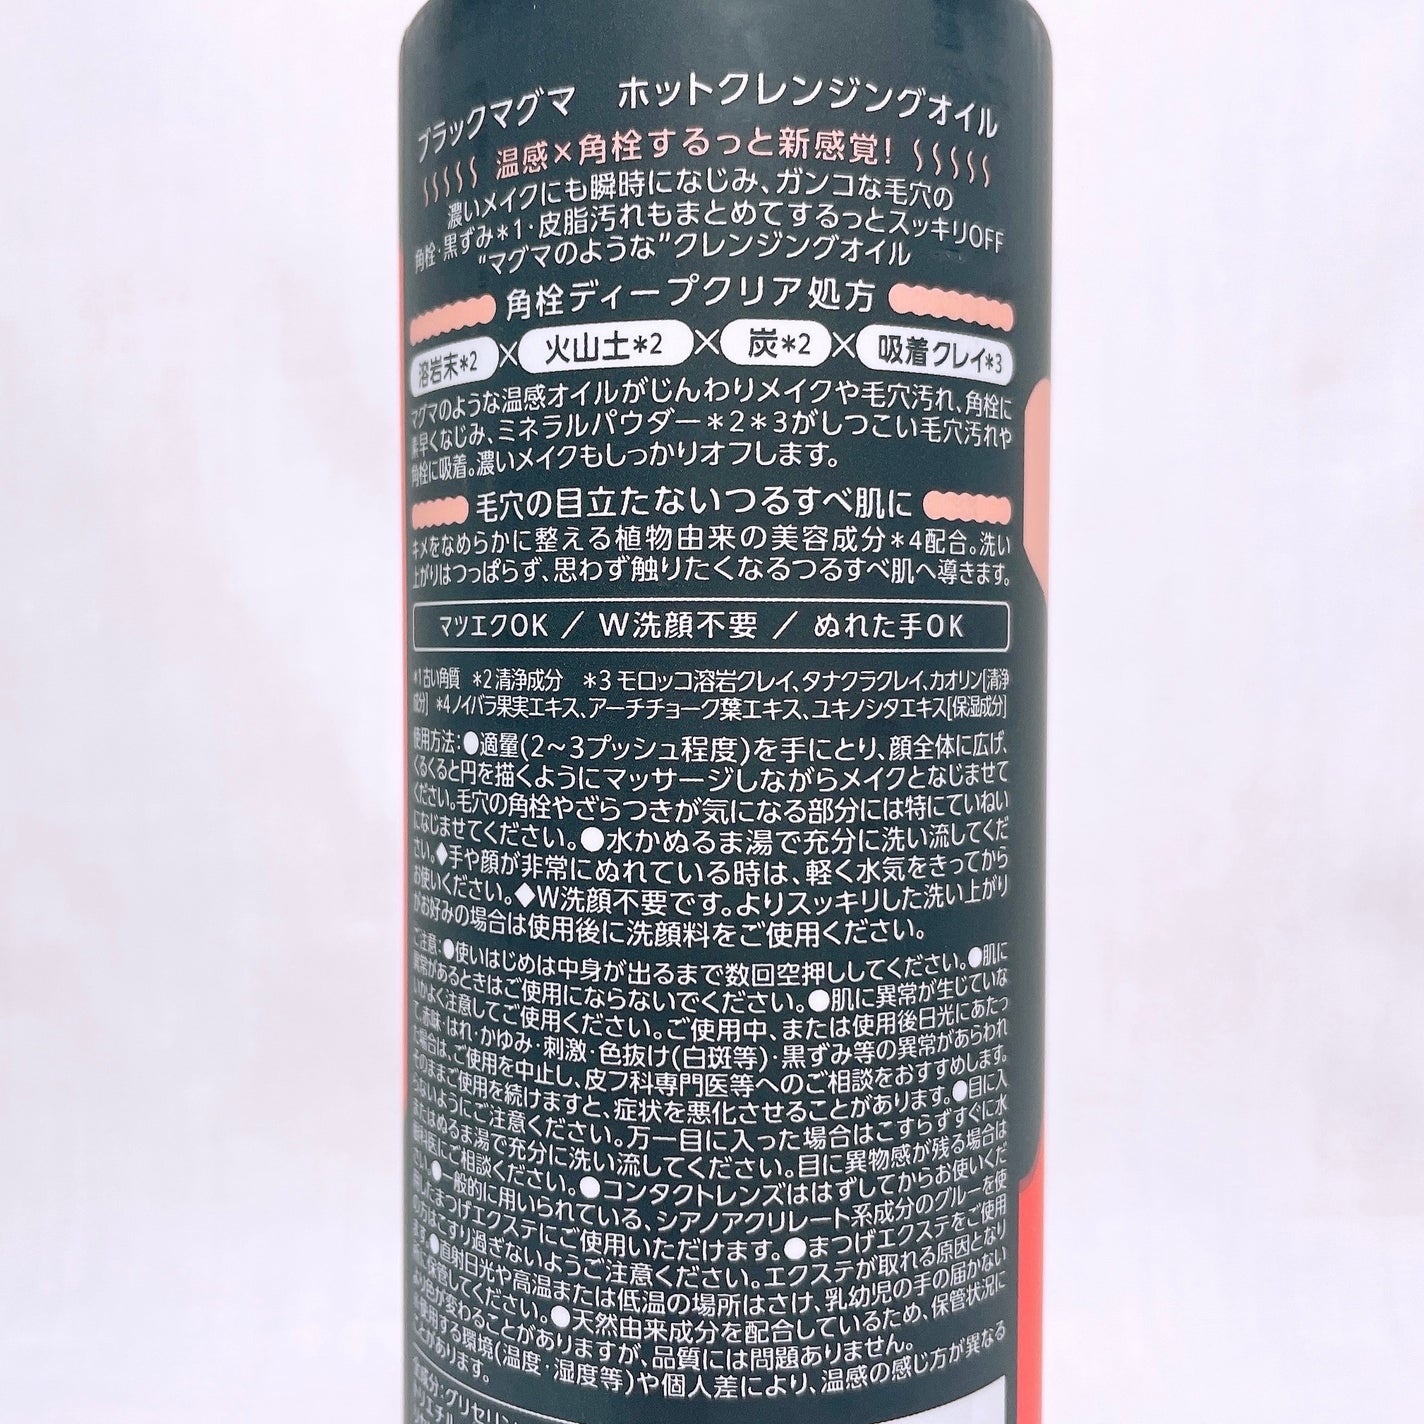 ブラックマグマ　ホットクレンジングオイル
温感×角栓するっと新感覚!
濃いメイクにも瞬時になじみ、ガンコな毛穴の
角栓・黒ずみ*1・皮脂汚れもまとめてするっとスッキリOFF
"マグマのような"クレンジングオイル
角栓ディープクリア処方
溶岩末*2×火山土*2×炭*2×吸着クレイ*3
マグマのような温感オイルがじんわりメイクや毛穴汚れ、角栓に
素早くなじみ、ミネラルパウダー*2*3がしつこい毛穴汚れや
角栓に吸着。濃いメイクもしっかりオフします。
毛穴の目立たないつるすべ肌に
キメをなめらかに整える植物由来の美容成分*4配合。洗い
上がりはつっぱらず、思わず触りたくなるつるすべ肌へ導きます。
マツエクOK / W洗顔不要 / ぬれた手OK
*1古い角質　*2清浄成分　*3モロッコ溶岩クレイ、タナクラクレイ、カオリン[清浄
成分]　*4ノイバラ果実エキス、アーチチョーク葉エキス、ユキノシタエキス[保湿成分]
使用方法:●適量(2～3プッシュ程度)を手にとり、顔全体に広げ、
くるくると円を描くようにマッサージしながらメイクとなじませて
ください。毛穴の角栓やざらつきが気になる部分には特にていねい
になじませてください。●水かぬるま湯で充分に洗い流してくだ
さい。◆手や顔が非常にぬれている時は、軽く水気をきってから
お使いください。◆W洗顔不要です。よりスッキリした洗い上がり
がお好みの場合は使用後に洗顔料をご使用ください。
ご注意:●使いはじめは中身が出るまで数回空押ししてください。●肌に
異常があるときはご使用にならないでください。●肌に異常が生じていな
いかよく注意してご使用ください。ご使用中、または使用後日光にあたっ
て、赤味・はれ・かゆみ・刺激・色抜け(白斑等)・黒ずみ等の異常があらわれ
た場合は、ご使用を中止し、皮フ科専門医等へのご相談をおすすめします。
そのままご使用を続けますと、症状を悪化させることがあります。●目に入
らないようにご注意ください。万一目に入った場合はこすらずすぐに水
またはぬるま湯で充分に洗い流してください。目に異物感が残る場合は
眼科医にご相談ください。●コンタクトレンズははずしてからお使いくだ
さい。●一般的に用いられている、シアノアクリレート系成分のグルーを使
用したまつげエクステにご使用いただけます。●まつげエクステをご使用
の方はこすり過ぎないようご注意ください。エクステが取れる原因となり
ます。●直射日光や高温または低温の場所はさけ、乳幼児の手の届かない
所に保管してください。●天然由来成分を配合しているため、保管状況に
より色が変わることがありますが、品質には問題ありません。
※使用する環境(温度・湿度等)や個人差により、温感の感じ方が異なる
ことがあります。
全成分:グリセリン
トリエチル